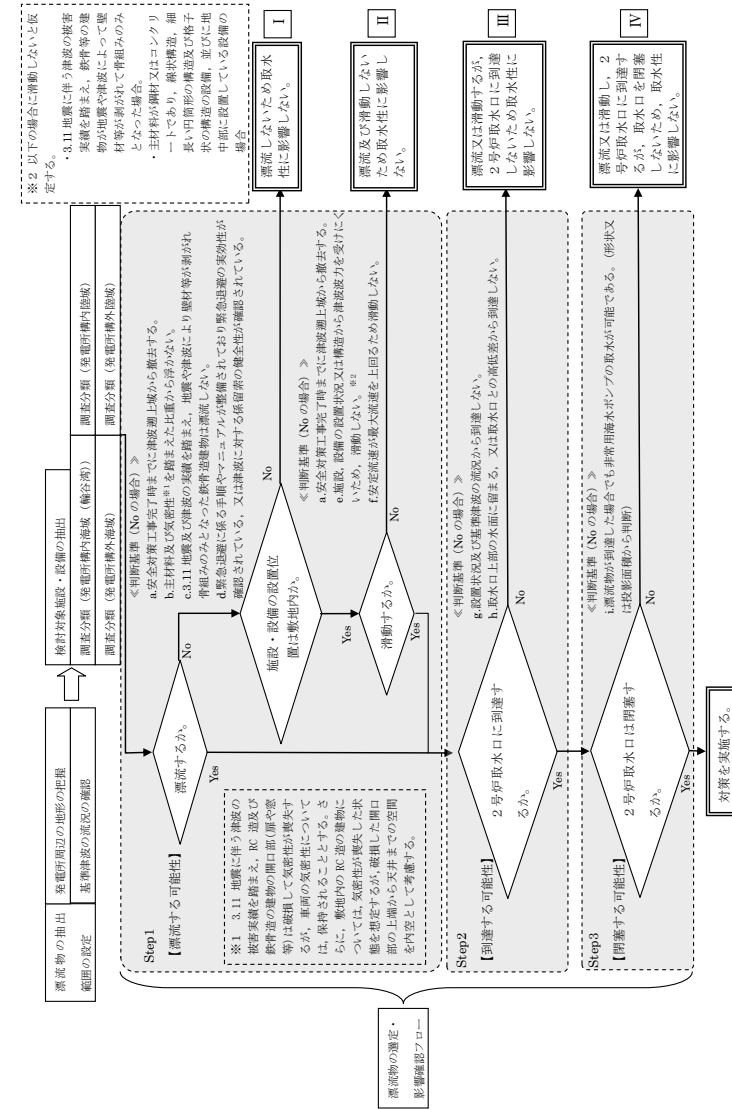 漂流物の抽出
範囲の設定
発電所周辺の地形の把握
基準津波の流況の確認
検討対象施設・設備の抽出
調査分類(発電所構内海域(輪谷湾))
調査分類(発電所構内陸域)
調査分類(発電所構外海域)
調査分類(発電所構外陸域)
※2 以下の場合に滑動しないと仮
定する。
・3.11 地震に伴う津波の被害
実績を踏まえ,鉄骨等の建
物が地震や津波によって壁
材等が剥がれて骨組みのみ
となった場合。
・主材料が鋼材又はコンクリ
ートであり,線状構造,細
長い円筒形の構造及び格子
状の構造の設備,並びに地
中部に設置している設備の
場合
漂流物の選定・
影響確認フロー
Step1
【漂流する可能性】
漂流するか。
No
Yes
≪判断基準(No の場合)≫
a.安全対策工事完了時までに津波遡上域から撤去する。
b.主材料及び気密性※1を踏まえた比重から浮かない。
c.3.11 地震及び津波の実績を踏まえ,地震や津波により壁材等が剥がれ
骨組みのみとなった鉄骨造建物は漂流しない。
d.緊急退避に係る手順やマニュアルが整備されており緊急退避の実効性が
確認されている,又は津波に対する係留索の健全性が確認されている。
施設・設備の設置位
置は敷地内か。
No
Yes
≪判断基準(No の場合)≫
a.安全対策工事完了時までに津波遡上域から撤去する。
e.施設,設備の設置状況又は構造から津波波力を受けにく
いため,滑動しない。※2
f.安定流速が最大流速を上回るため滑動しない。
滑動するか。
No
Yes
※1 3.11 地震に伴う津波の
被害実績を踏まえ,RC 造及び
鉄骨造の建物の開口部(扉や窓
等)は破損して気密性が喪失す
るが,車両の気密性について
は,保持されることとする。さ
らに,敷地内の RC 造の建物に
ついては,気密性が喪失した状
態を想定するが,破損した開口
部の上端から天井までの空間
を内空として考慮する。
Ⅰ
漂流しないため取水
性に影響しない。
Ⅱ
漂流及び滑動しない
ため取水性に影響し
ない。
Step2
【到達する可能性】
2号炉取水口に到達す
るか。
No
Yes
≪判断基準(No の場合)≫
g.設置状況及び基準津波の流況から到達しない。
h.取水口上部の水面に留まる,又は取水口との高低差から到達しない。
Ⅲ
漂流又は滑動するが,
2号炉取水口に到達
しないため取水性に
影響しない。
Step3
【閉塞する可能性】
2号炉取水口は閉塞す
るか。
No
Yes
≪判断基準(No の場合)≫
i.漂流物が到達した場合でも非常用海水ポンプの取水が可能である。(形状又
は投影面積から判断)
Ⅳ
漂流又は滑動し,2
号炉取水口に到達す
るが,取水口を閉塞
しないため,取水性
に影響しない。
対策を実施する。